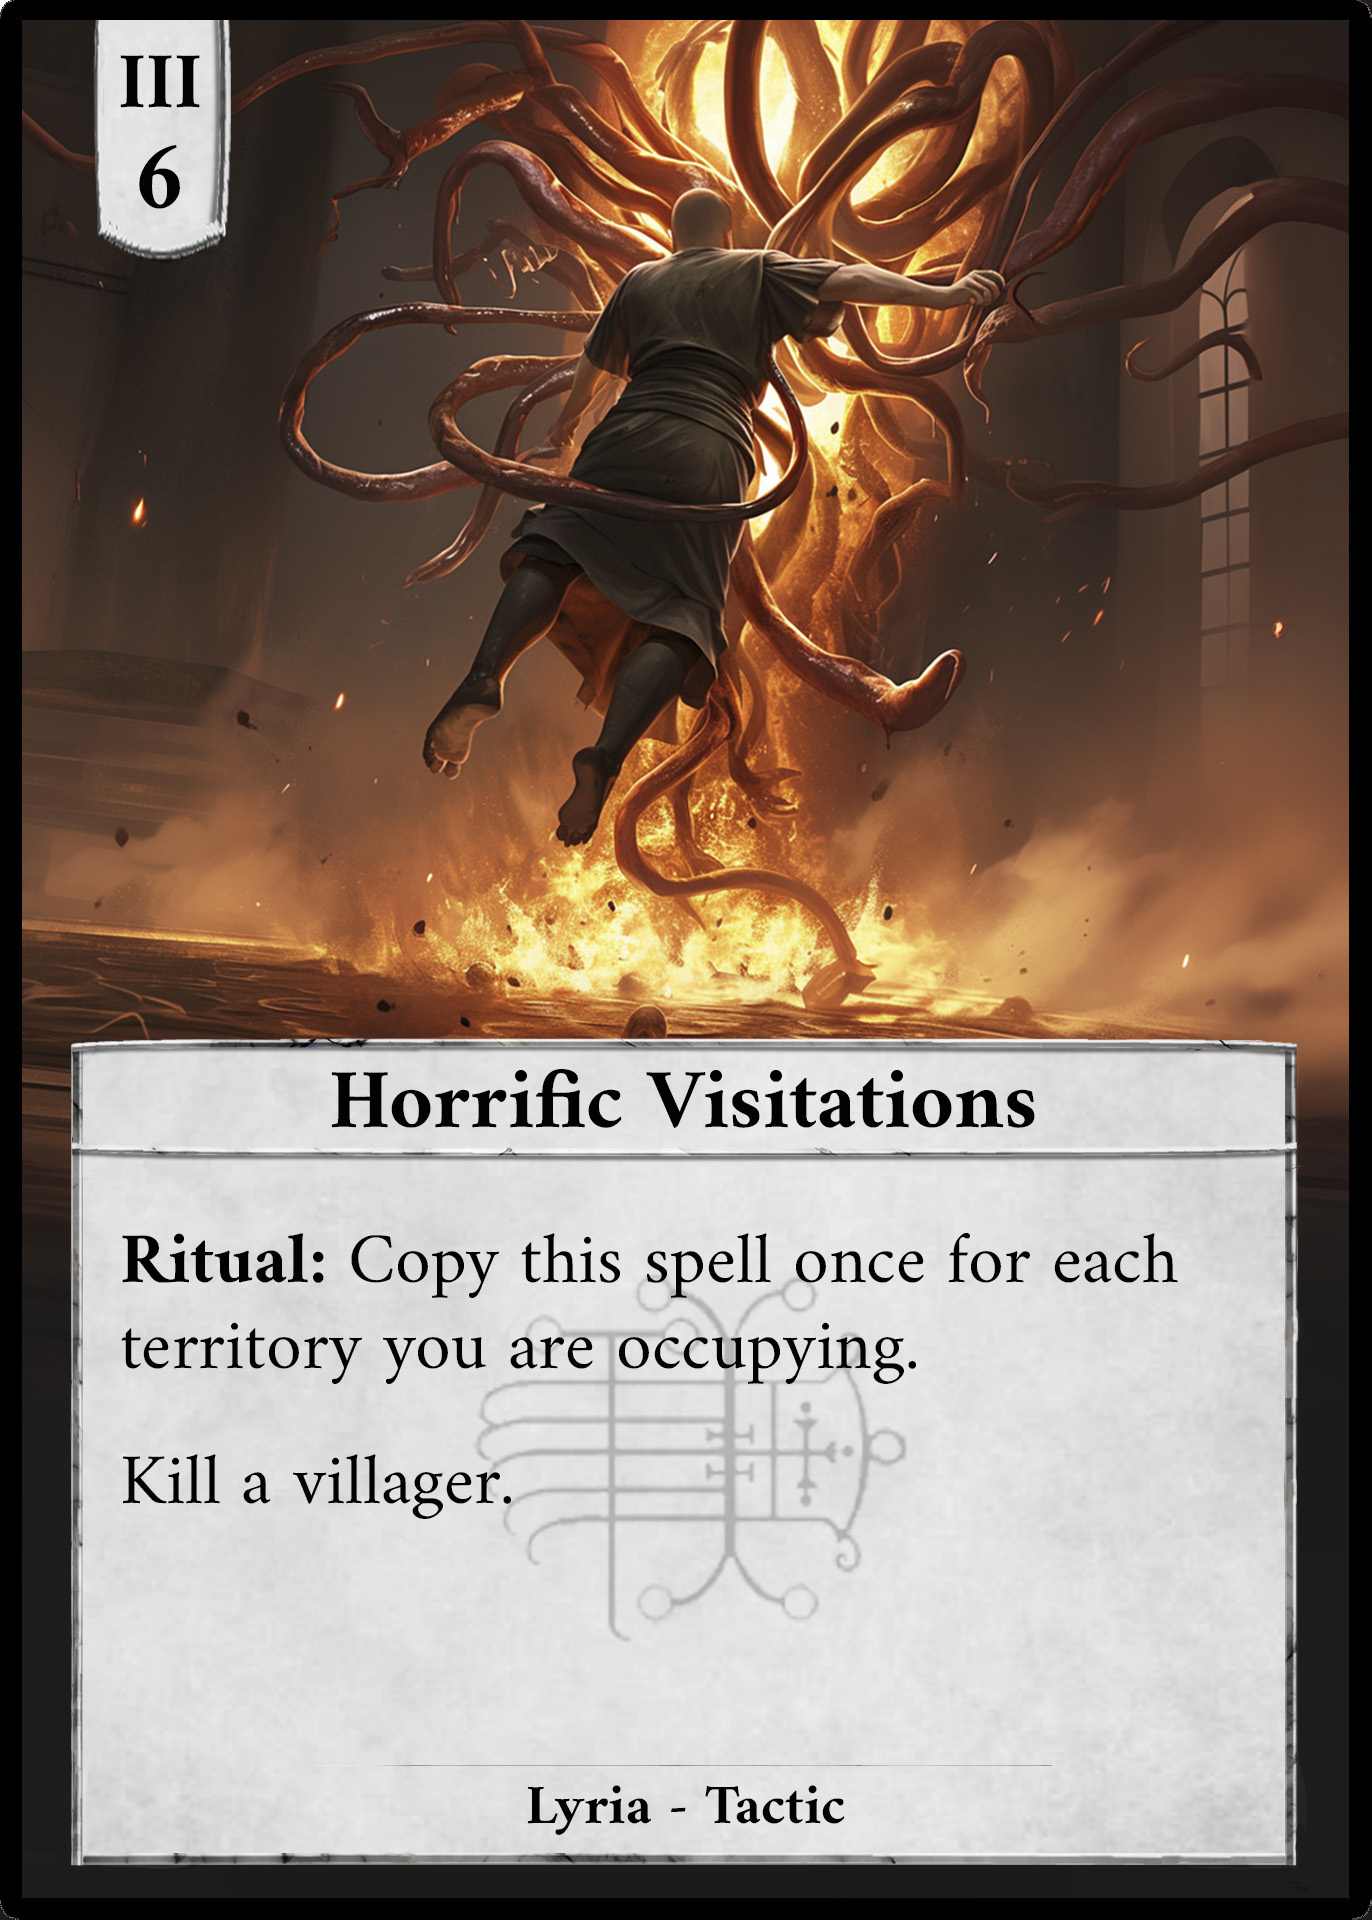 III
6
Horrific Visitations
Ritual: Copy this spell once for each
territory you are occupying.
Kill a villager.
Lyria - Tactic